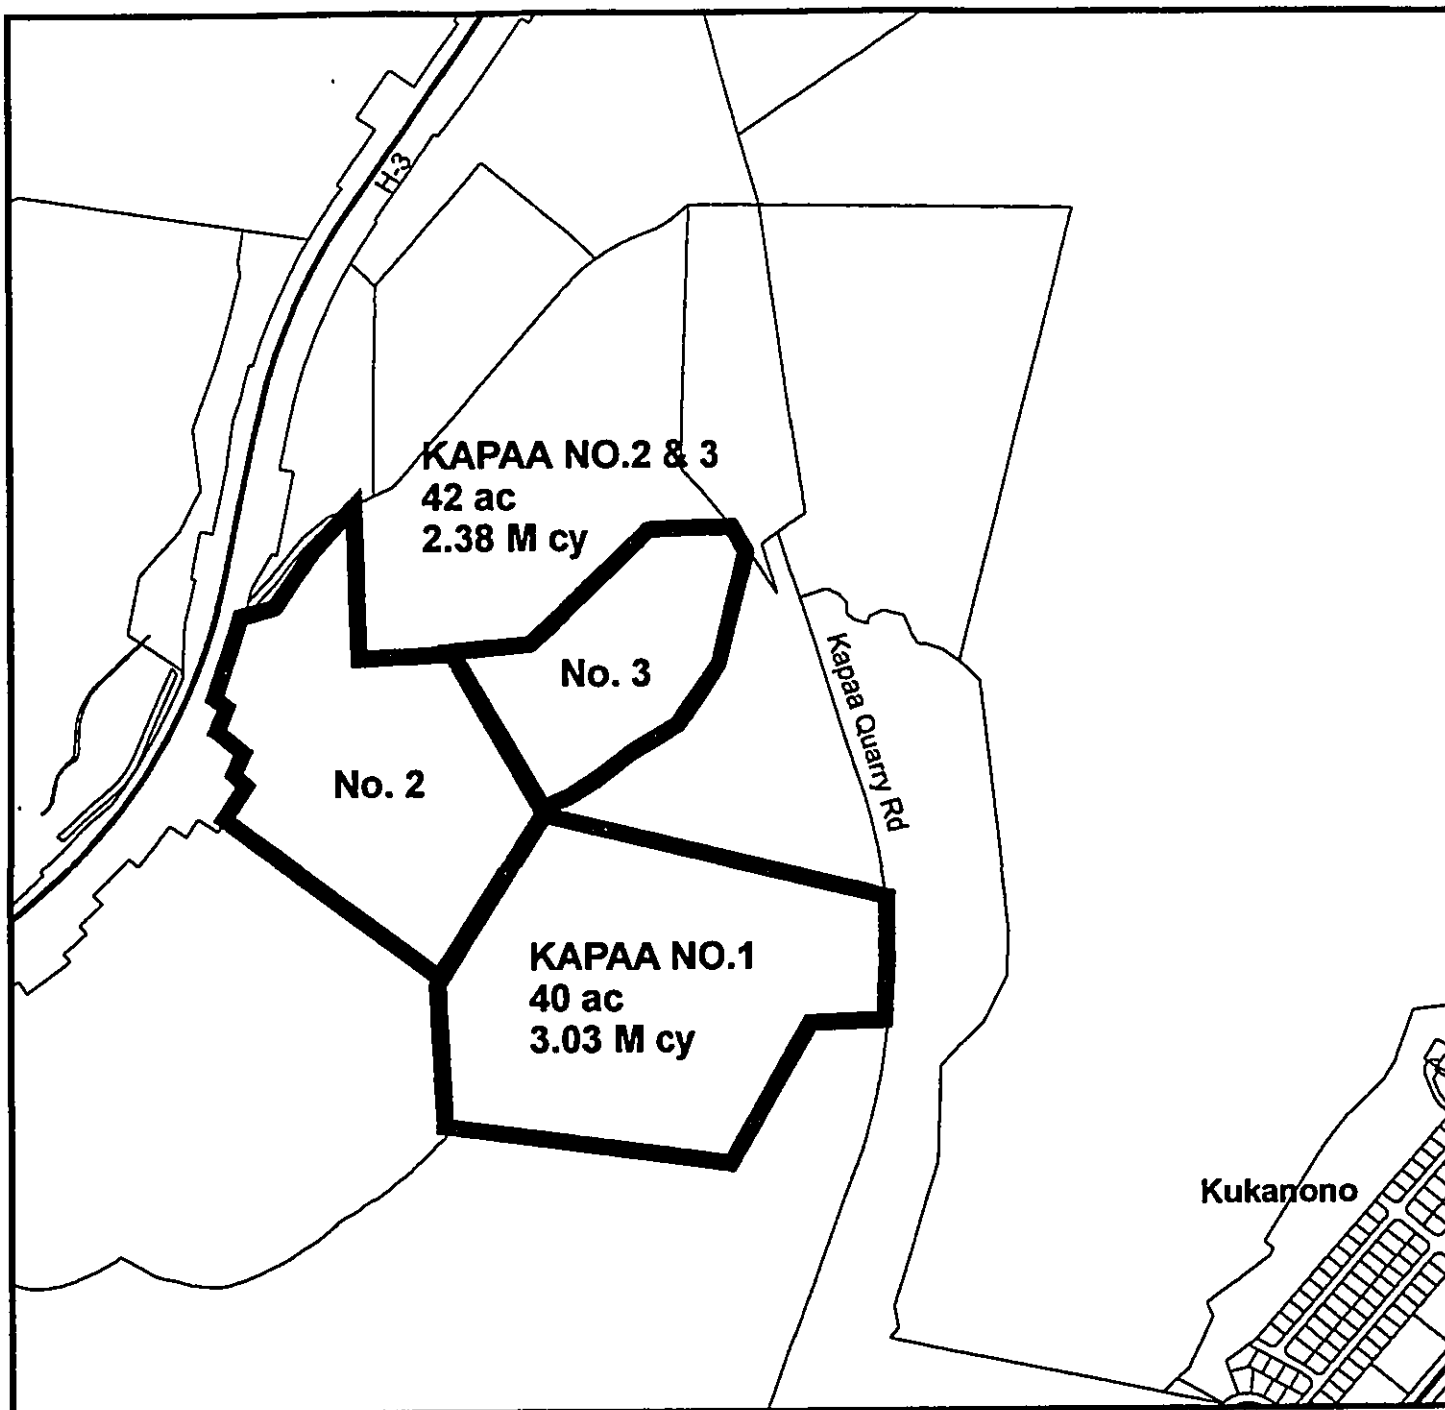 H-3
KAPAA NO.2 & 3
42 ac
2.38 M cy
No. 3
Kapaa Quarry Rd
No. 2
KAPAA NO.1
40 ac
3.03 M cy
Kukanono